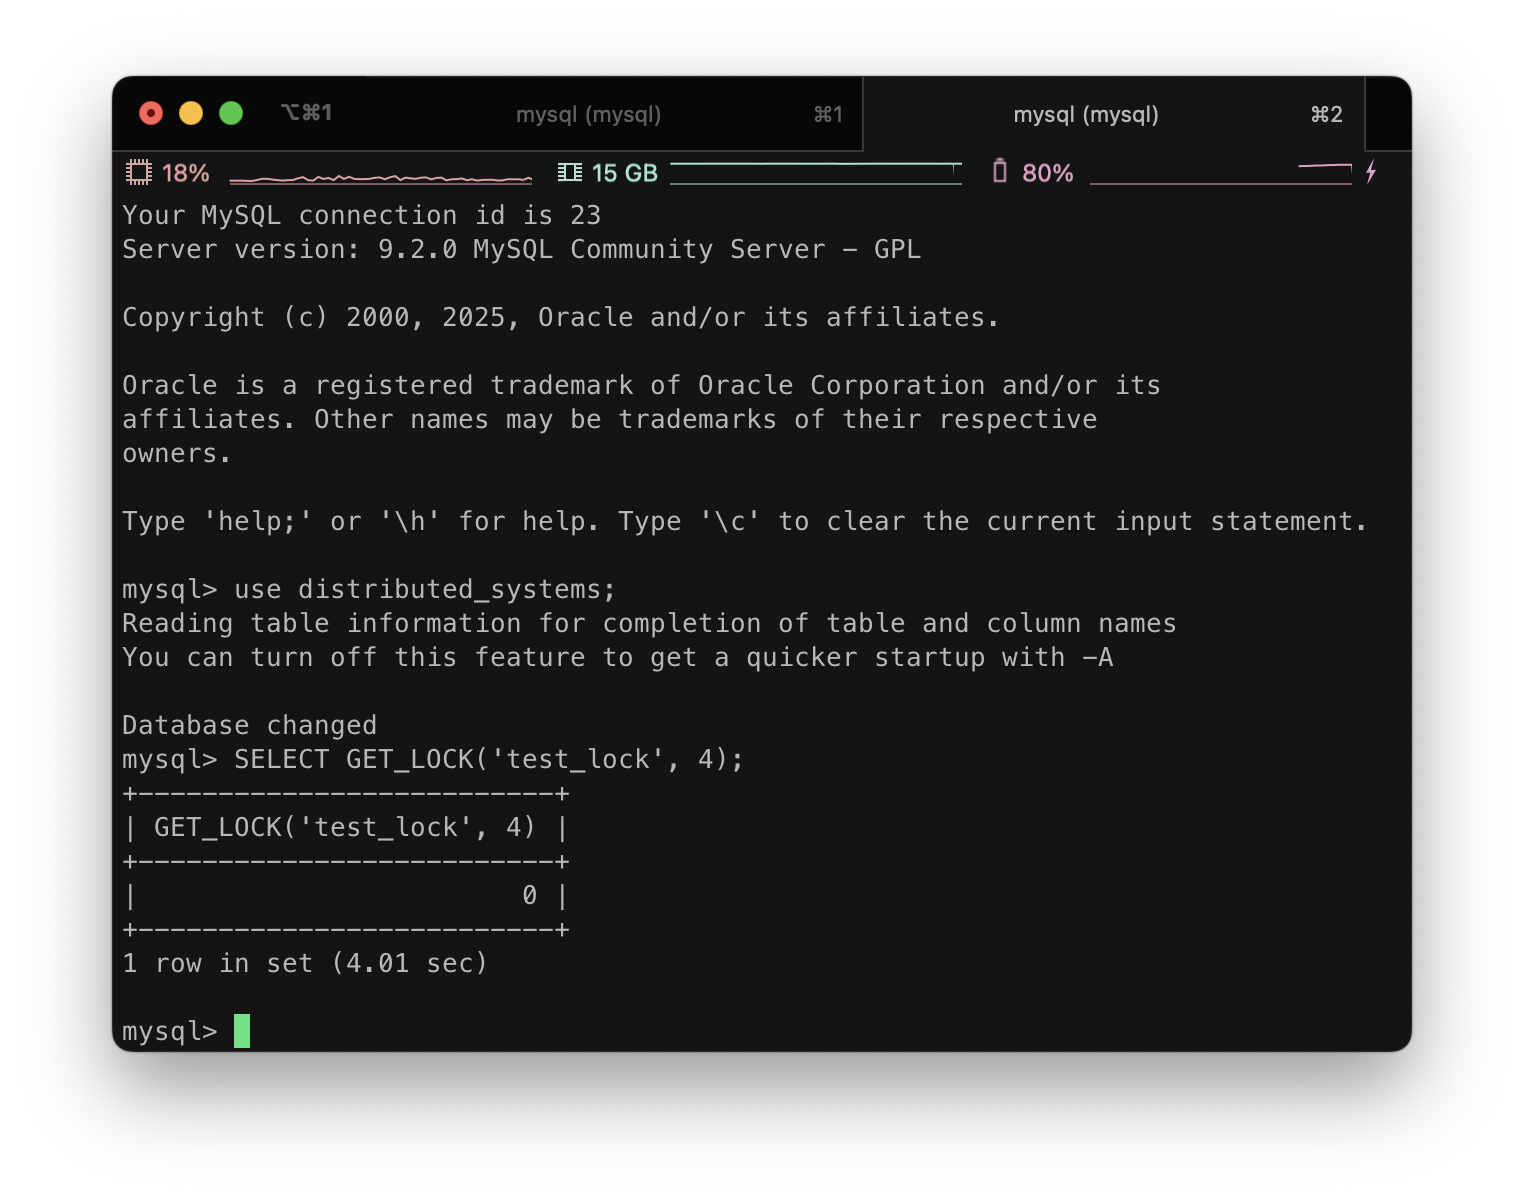 ⌥⌘1 mysql (mysql) ⌘1 mysql (mysql) ⌘2
18% 15 GB 80%
Your MySQL connection id is 23
Server version: 9.2.0 MySQL Community Server - GPL
Copyright (c) 2000, 2025, Oracle and/or its affiliates.
Oracle is a registered trademark of Oracle Corporation and/or its
affiliates. Other names may be trademarks of their respective
owners.
Type 'help;' or '\h' for help. Type '\c' to clear the current input statement.
mysql> use distributed_systems;
Reading table information for completion of table and column names
You can turn off this feature to get a quicker startup with -A
Database changed
mysql> SELECT GET_LOCK('test_lock', 4);
+--------------------------+
| GET_LOCK('test_lock', 4) |
+--------------------------+
|                        0 |
+--------------------------+
1 row in set (4.01 sec)
mysql>